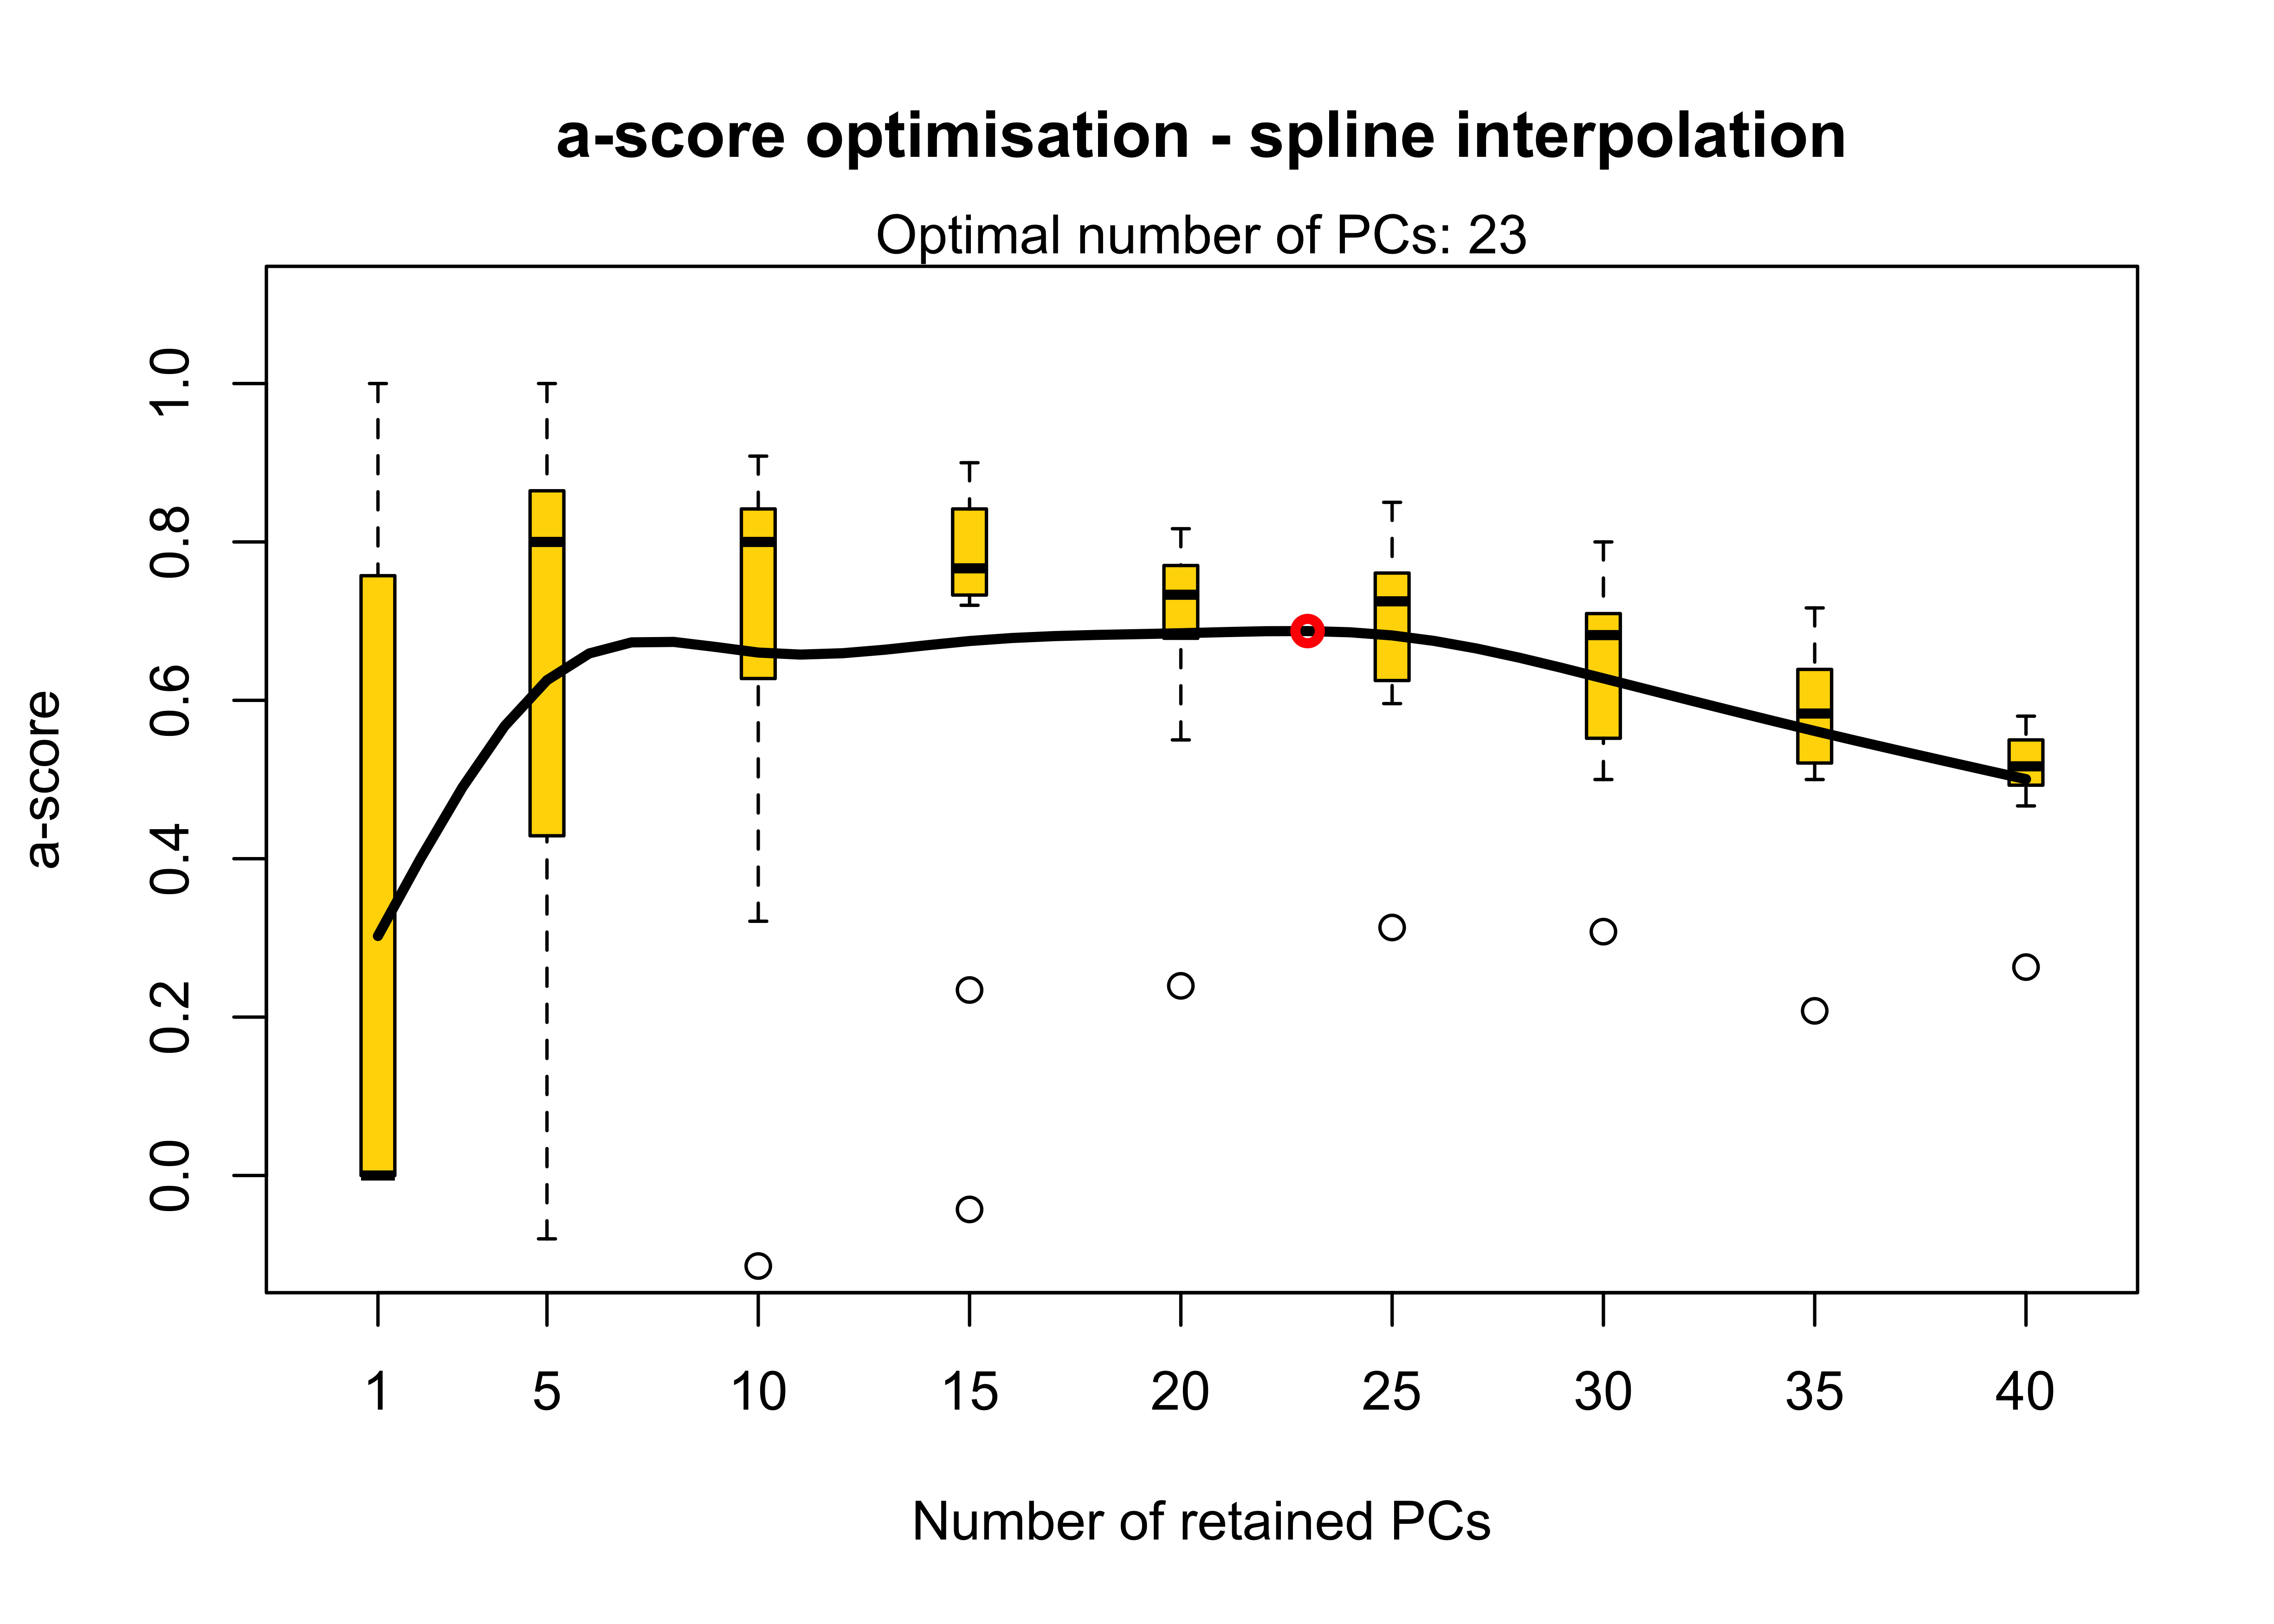 a-score optimisation - spline interpolation
Optimal number of PCs: 23
a-score
1.0
0.8
0.6
0.4
0.2
0.0
1 5 10 15 20 25 30 35 40
Number of retained PCs